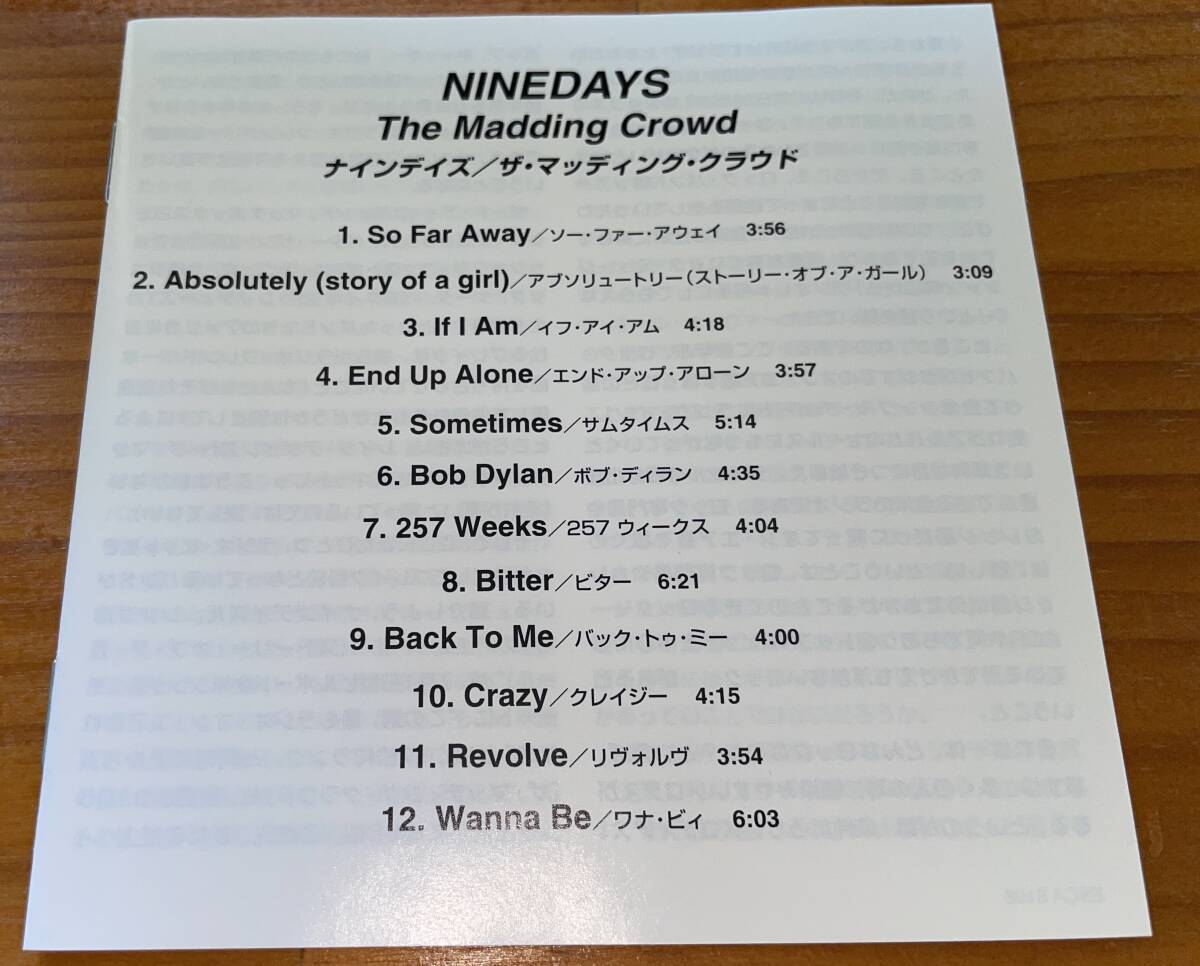 NINEDAYS
The Madding Crowd
ナインデイズ/ザ・マッディング・クラウド
1. So Far Away/ソー・ファー・アウェイ 3:56
2. Absolutely (story of a girl)/アブソリュートリー(ストーリー・オブ・ア・ガール) 3:09
3. If I Am/イフ・アイ・アム 4:18
4. End Up Alone/エンド・アップ・アローン 3:57
5. Sometimes/サムタイムス 5:14
6. Bob Dylan/ボブ・ディラン 4:35
7. 257 Weeks/257 ウィークス 4:04
8. Bitter/ビター 6:21
9. Back To Me/バック・トゥ・ミー 4:00
10. Crazy/クレイジー 4:15
11. Revolve/リヴォルヴ 3:54
12. Wanna Be/ワナ・ビィ 6:03